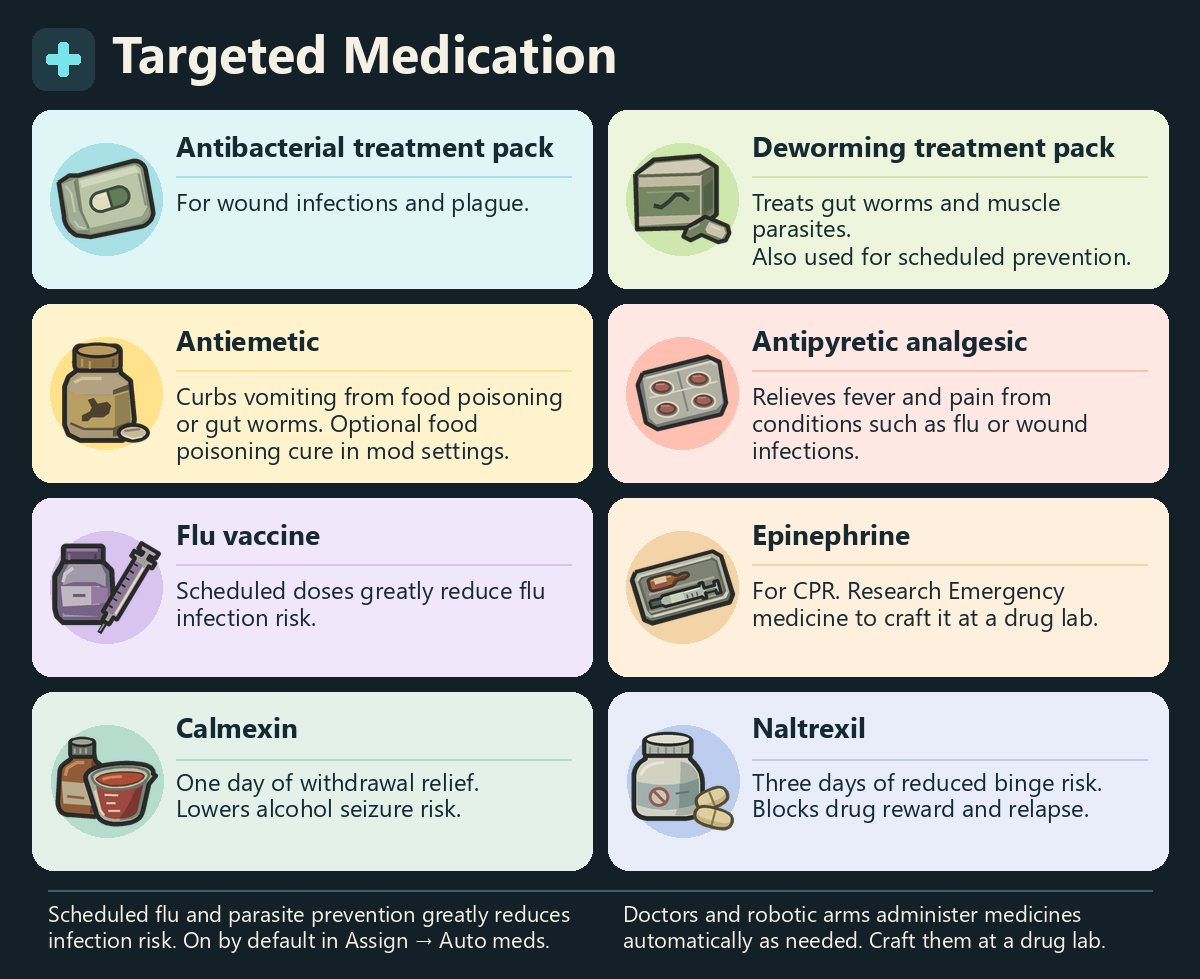 Targeted Medication
Antibacterial treatment pack
For wound infections and plague.
Deworming treatment pack
Treats gut worms and muscle
parasites.
Also used for scheduled prevention.
Antiemetic
Curbs vomiting from food poisoning
or gut worms. Optional food
poisoning cure in mod settings.
Antipyretic analgesic
Relieves fever and pain from
conditions such as flu or wound
infections.
Flu vaccine
Scheduled doses greatly reduce flu
infection risk.
Epinephrine
For CPR. Research Emergency
medicine to craft it at a drug lab.
Calmexin
One day of withdrawal relief.
Lowers alcohol seizure risk.
Naltrexil
Three days of reduced binge risk.
Blocks drug reward and relapse.
Scheduled flu and parasite prevention greatly reduces
infection risk. On by default in Assign → Auto meds.
Doctors and robotic arms administer medicines
automatically as needed. Craft them at a drug lab.